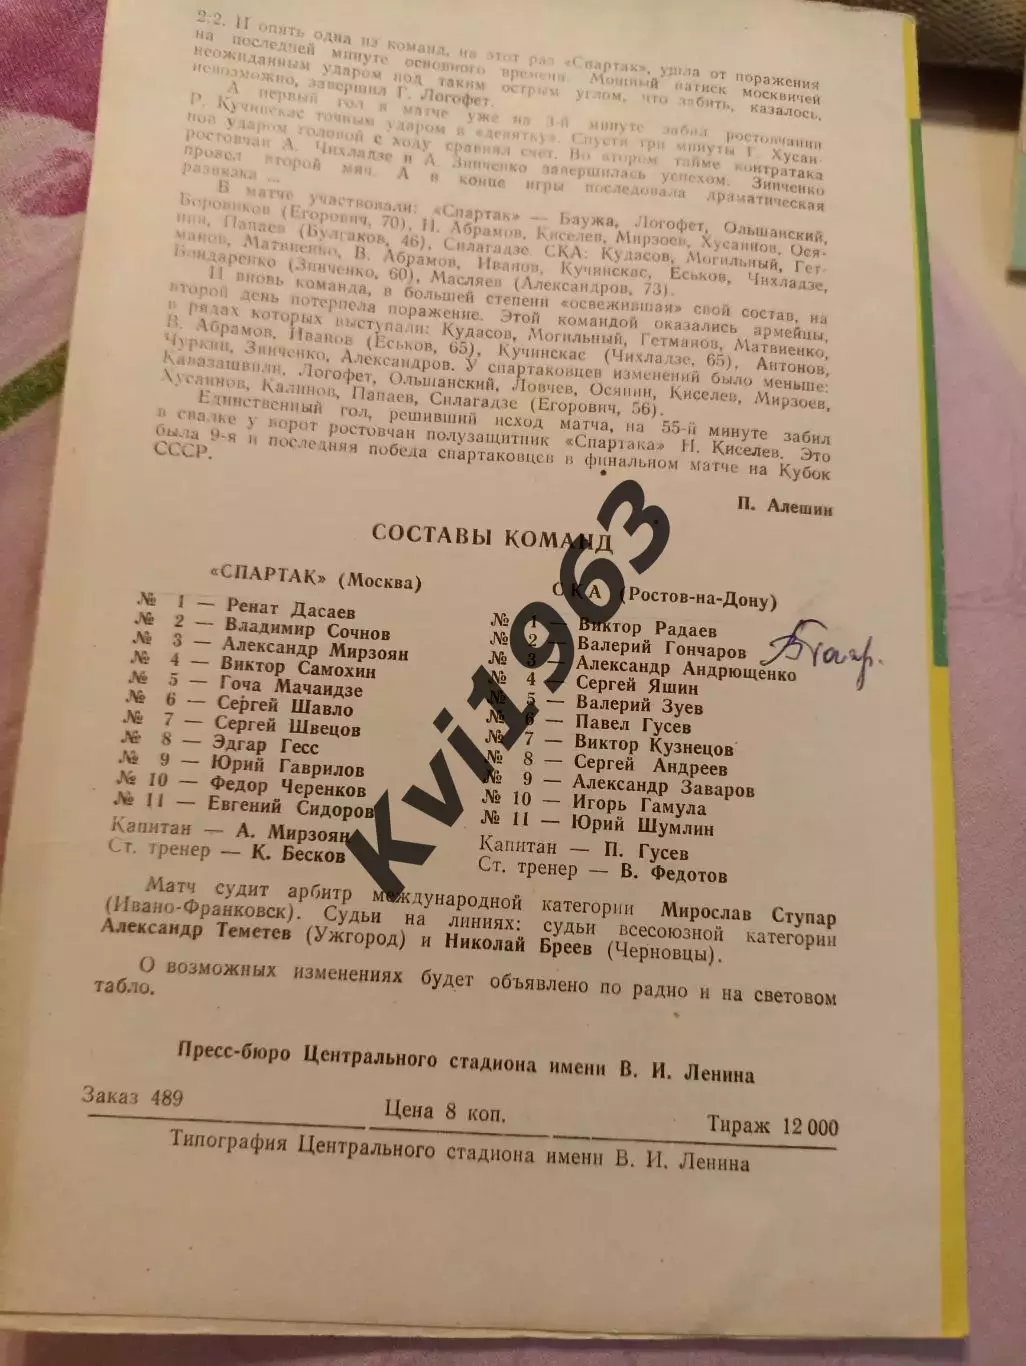 2-2. И опять одна из команд, на этот раз «Спартак», ушла от поражения
на последней минуте основного времени. Мощный натиск москвичей
неожиданным ударом под таким острым углом, что забить, казалось,
невозможно, завершил Г. Логофет.
А первый гол в матче уже на 3-й минуте забил ростовчанин
Р. Кучинскас точным ударом в «девятку». Спустя три минуты Г. Хусаи-
нов ударом головой с ходу сравнял счет. Во втором тайме контратака
ростовчан А. Чихладзе и А. Зинченко завершилась успехом. Зинченко
провел второй мяч. А в конце игры последовала драматическая
развязка ...
В матче участвовали: «Спартак» — Баужа, Логофет, Ольшанский,
Боровиков (Егорович, 70), Н. Абрамов, Киселев, Мирзоев, Хусаинов, Ося-
нин, Папаев (Булгаков, 46), Силагадзе. СКА: Кудасов, Могильный, Гет-
манов, Матвиенко, В. Абрамов, Иванов, Кучинскас, Еськов, Чихладзе,
Бондаренко (Зинченко, 60), Масляев (Александров, 73).
И вновь команда, в большей степени «освежившая» свой состав, на
второй день потерпела поражение. Этой командой оказались армейцы,
в рядах которых выступали: Кудасов, Могильный, Гетманов, Матвиенко,
В. Абрамов, Иванов (Еськов, 65), Кучинскас (Чихладзе, 65), Антонов,
Чуркин, Зинченко, Александров. У спартаковцев изменений было меньше:
Кавазашвили, Логофет, Ольшанский, Ловчев, Осянин, Киселев, Мирзоев,
Хусаинов, Калинов, Папаев, Силагадзе (Егорович, 56).
Единственный гол, решивший исход матча, на 55-й минуте забил
в свалке у ворот ростовчан полузащитник «Спартака» Н. Киселев. Это
была 9-я и последняя победа спартаковцев в финальном матче на Кубок
СССР.
П. Алешин
СОСТАВЫ КОМАНД
«СПАРТАК» (Москва)
№ 1 — Ренат Дасаев
№ 2 — Владимир Сочнов
№ 3 — Александр Мирзоян
№ 4 — Виктор Самохин
№ 5 — Гоча Мачаидзе
№ 6 — Сергей Шавло
№ 7 — Сергей Швецов
№ 8 — Эдгар Гесс
№ 9 — Юрий Гаврилов
№ 10 — Федор Черенков
№ 11 — Евгений Сидоров
Капитан — А. Мирзоян
Ст. тренер — К. Бесков
СКА (Ростов-на-Дону)
№ 1 — Виктор Радаев
№ 2 — Валерий Гончаров
№ 3 — Александр Андрющенко
№ 4 — Сергей Яшин
№ 5 — Валерий Зуев
№ 6 — Павел Гусев
№ 7 — Виктор Кузнецов
№ 8 — Сергей Андреев
№ 9 — Александр Заваров
№ 10 — Игорь Гамула
№ 11 — Юрий Шумлин
Капитан — П. Гусев
Ст. тренер — В. Федотов
Матч судит арбитр международной категории Мирослав Ступар
(Ивано-Франковск). Судьи на линиях: судьи всесоюзной категории
Александр Теметев (Ужгород) и Николай Бреев (Черновцы).
О возможных изменениях будет объявлено по радио и на световом
табло.
Пресс-бюро Центрального стадиона имени В. И. Ленина
Заказ 489 Цена 8 коп. Тираж 12 000
Типография Центрального стадиона имени В. И. Ленина
Kvi1963